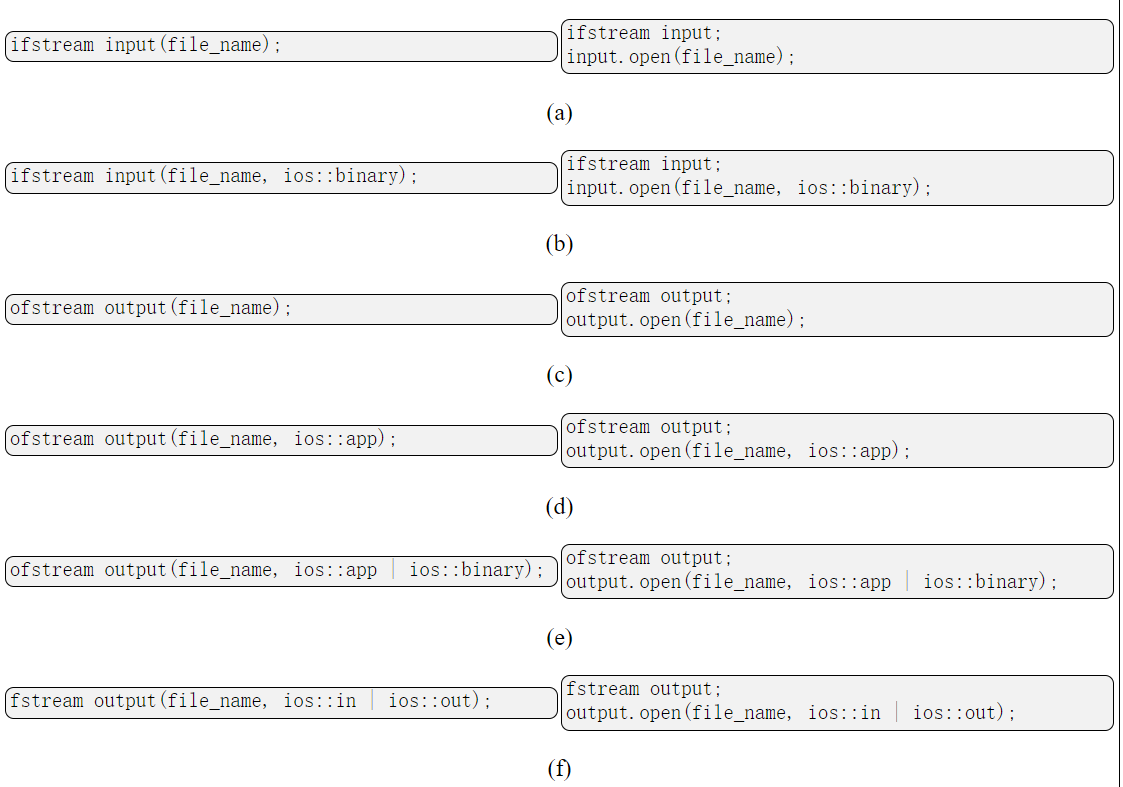 ifstream input(file_name);
ifstream input;
input.open(file_name);
(a)
ifstream input(file_name, ios::binary);
ifstream input;
input.open(file_name, ios::binary);
(b)
ofstream output(file_name);
ofstream output;
output.open(file_name);
(c)
ofstream output(file_name, ios::app);
ofstream output;
output.open(file_name, ios::app);
(d)
ofstream output(file_name, ios::app | ios::binary);
ofstream output;
output.open(file_name, ios::app | ios::binary);
(e)
fstream output(file_name, ios::in | ios::out);
fstream output;
output.open(file_name, ios::in | ios::out);
(f)